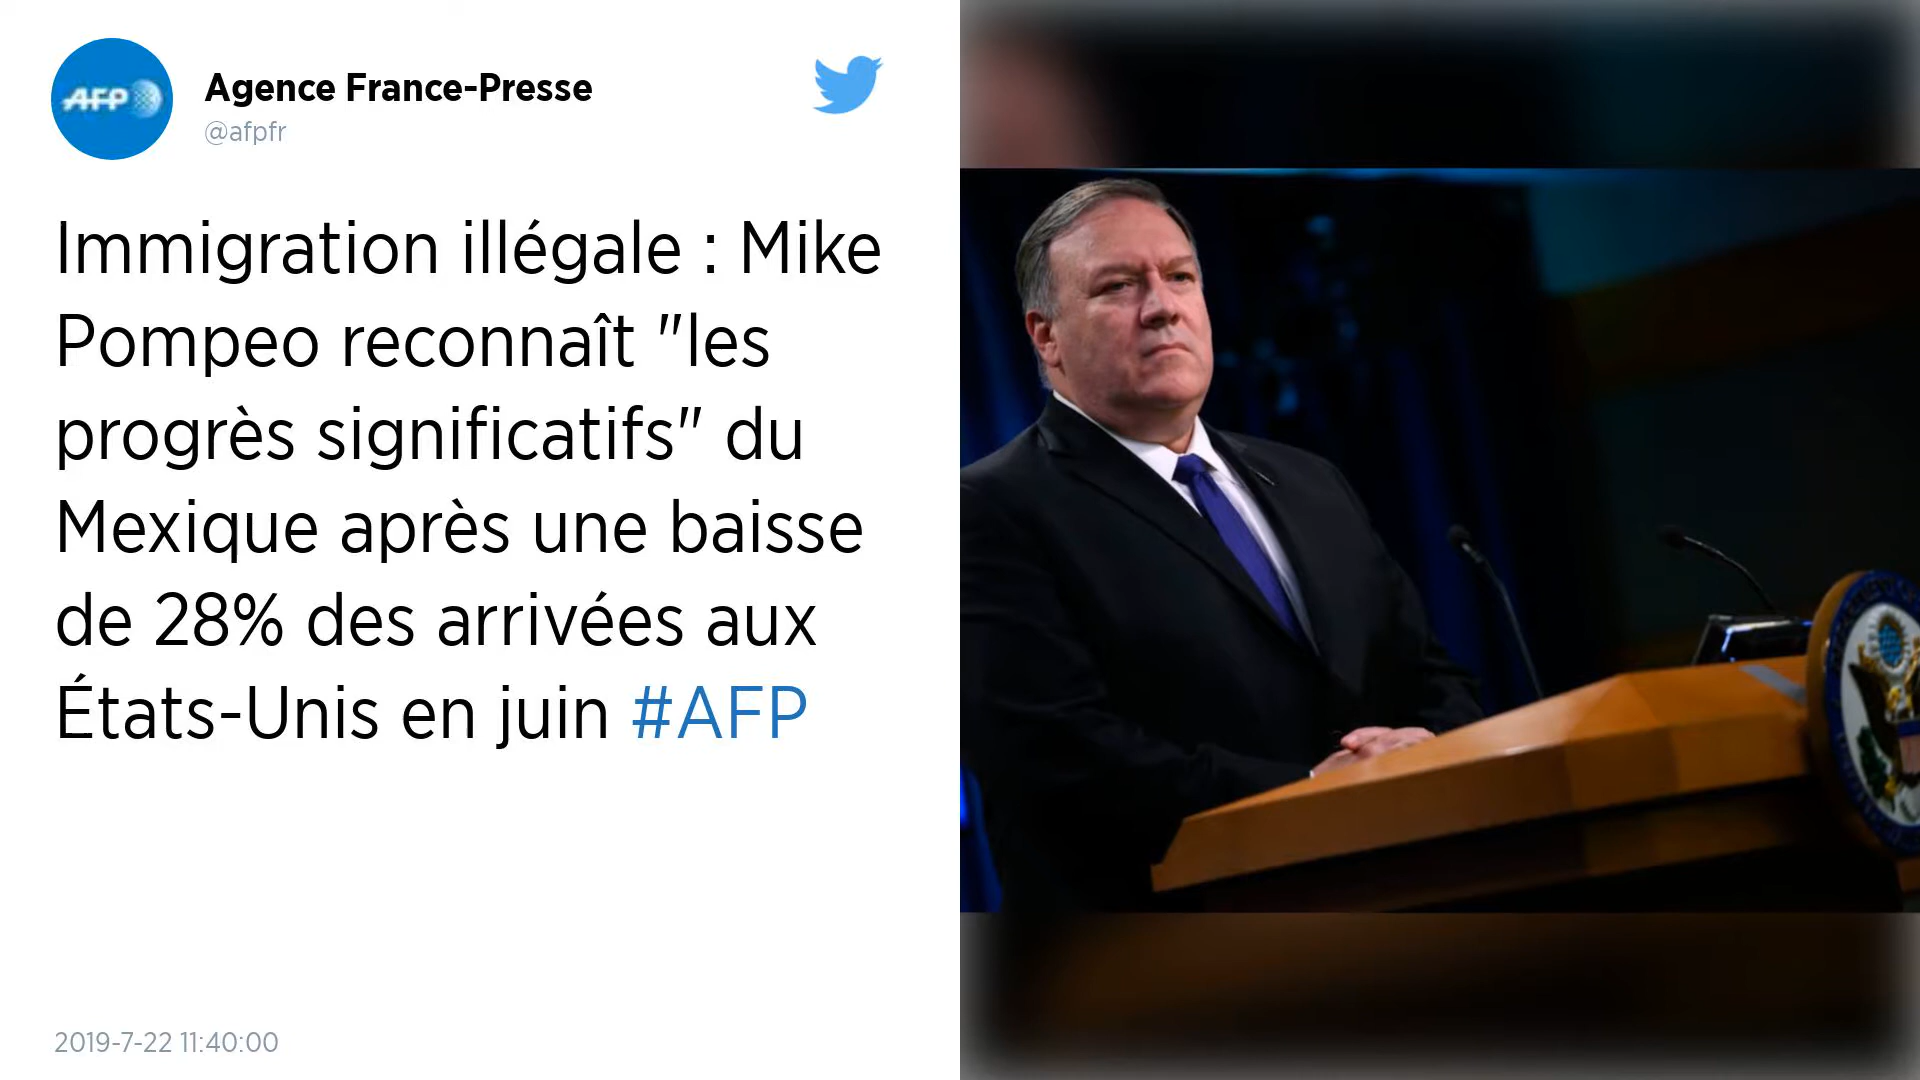 AFP
Agence France-Presse
@afpfr
Immigration illégale : Mike
Pompeo reconnaît "les
progrès significatifs" du
Mexique après une baisse
de 28% des arrivées aux
États-Unis en juin #AFP
2019-7-22 11:40:00